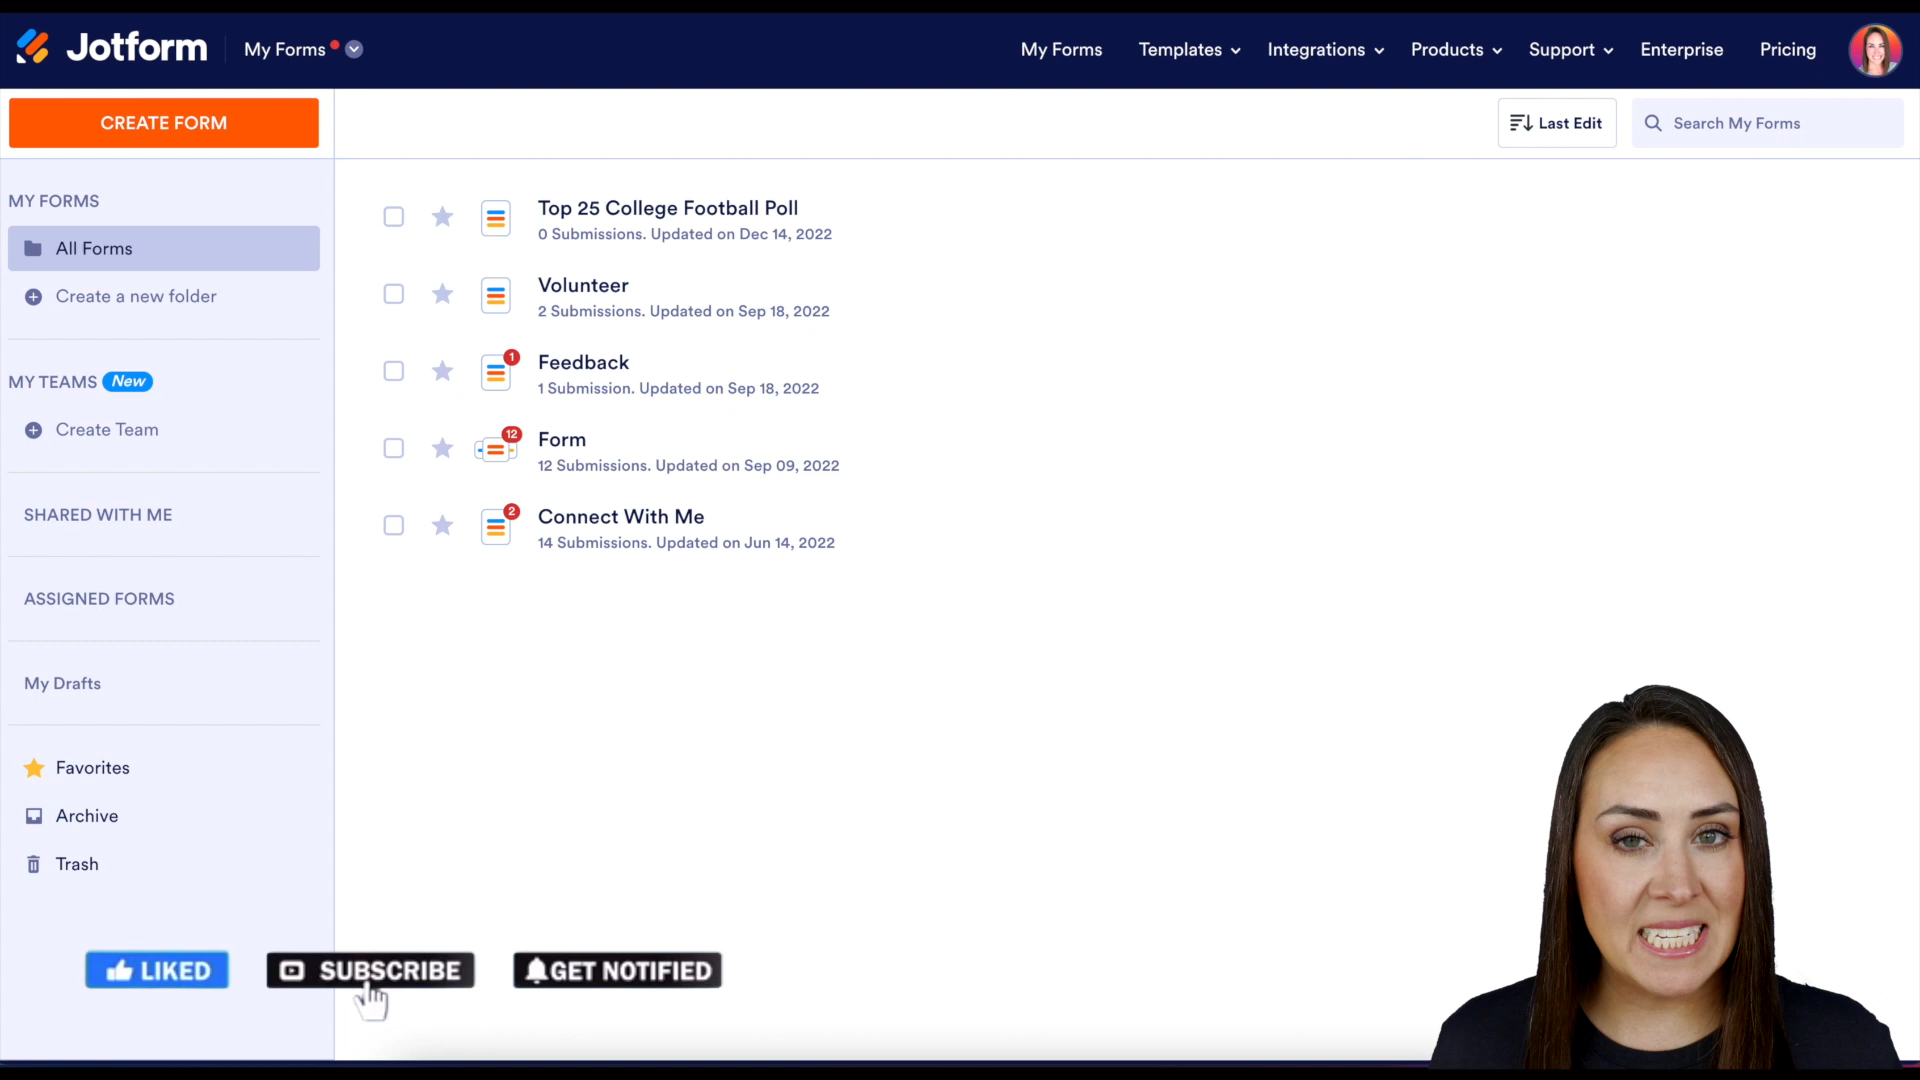 Jotform
My Forms
My Forms
Templates
Integrations
Products
Support
Enterprise
Pricing
CREATE FORM
Last Edit
Search My Forms
MY FORMS
All Forms
Create a new folder
MY TEAMS New
Create Team
SHARED WITH ME
ASSIGNED FORMS
My Drafts
Favorites
Archive
Trash
Top 25 College Football Poll
0 Submissions. Updated on Dec 14, 2022
Volunteer
2 Submissions. Updated on Sep 18, 2022
1
Feedback
1 Submission. Updated on Sep 18, 2022
12
Form
12 Submissions. Updated on Sep 09, 2022
2
Connect With Me
14 Submissions. Updated on Jun 14, 2022
LIKED
SUBSCRIBE
GET NOTIFIED